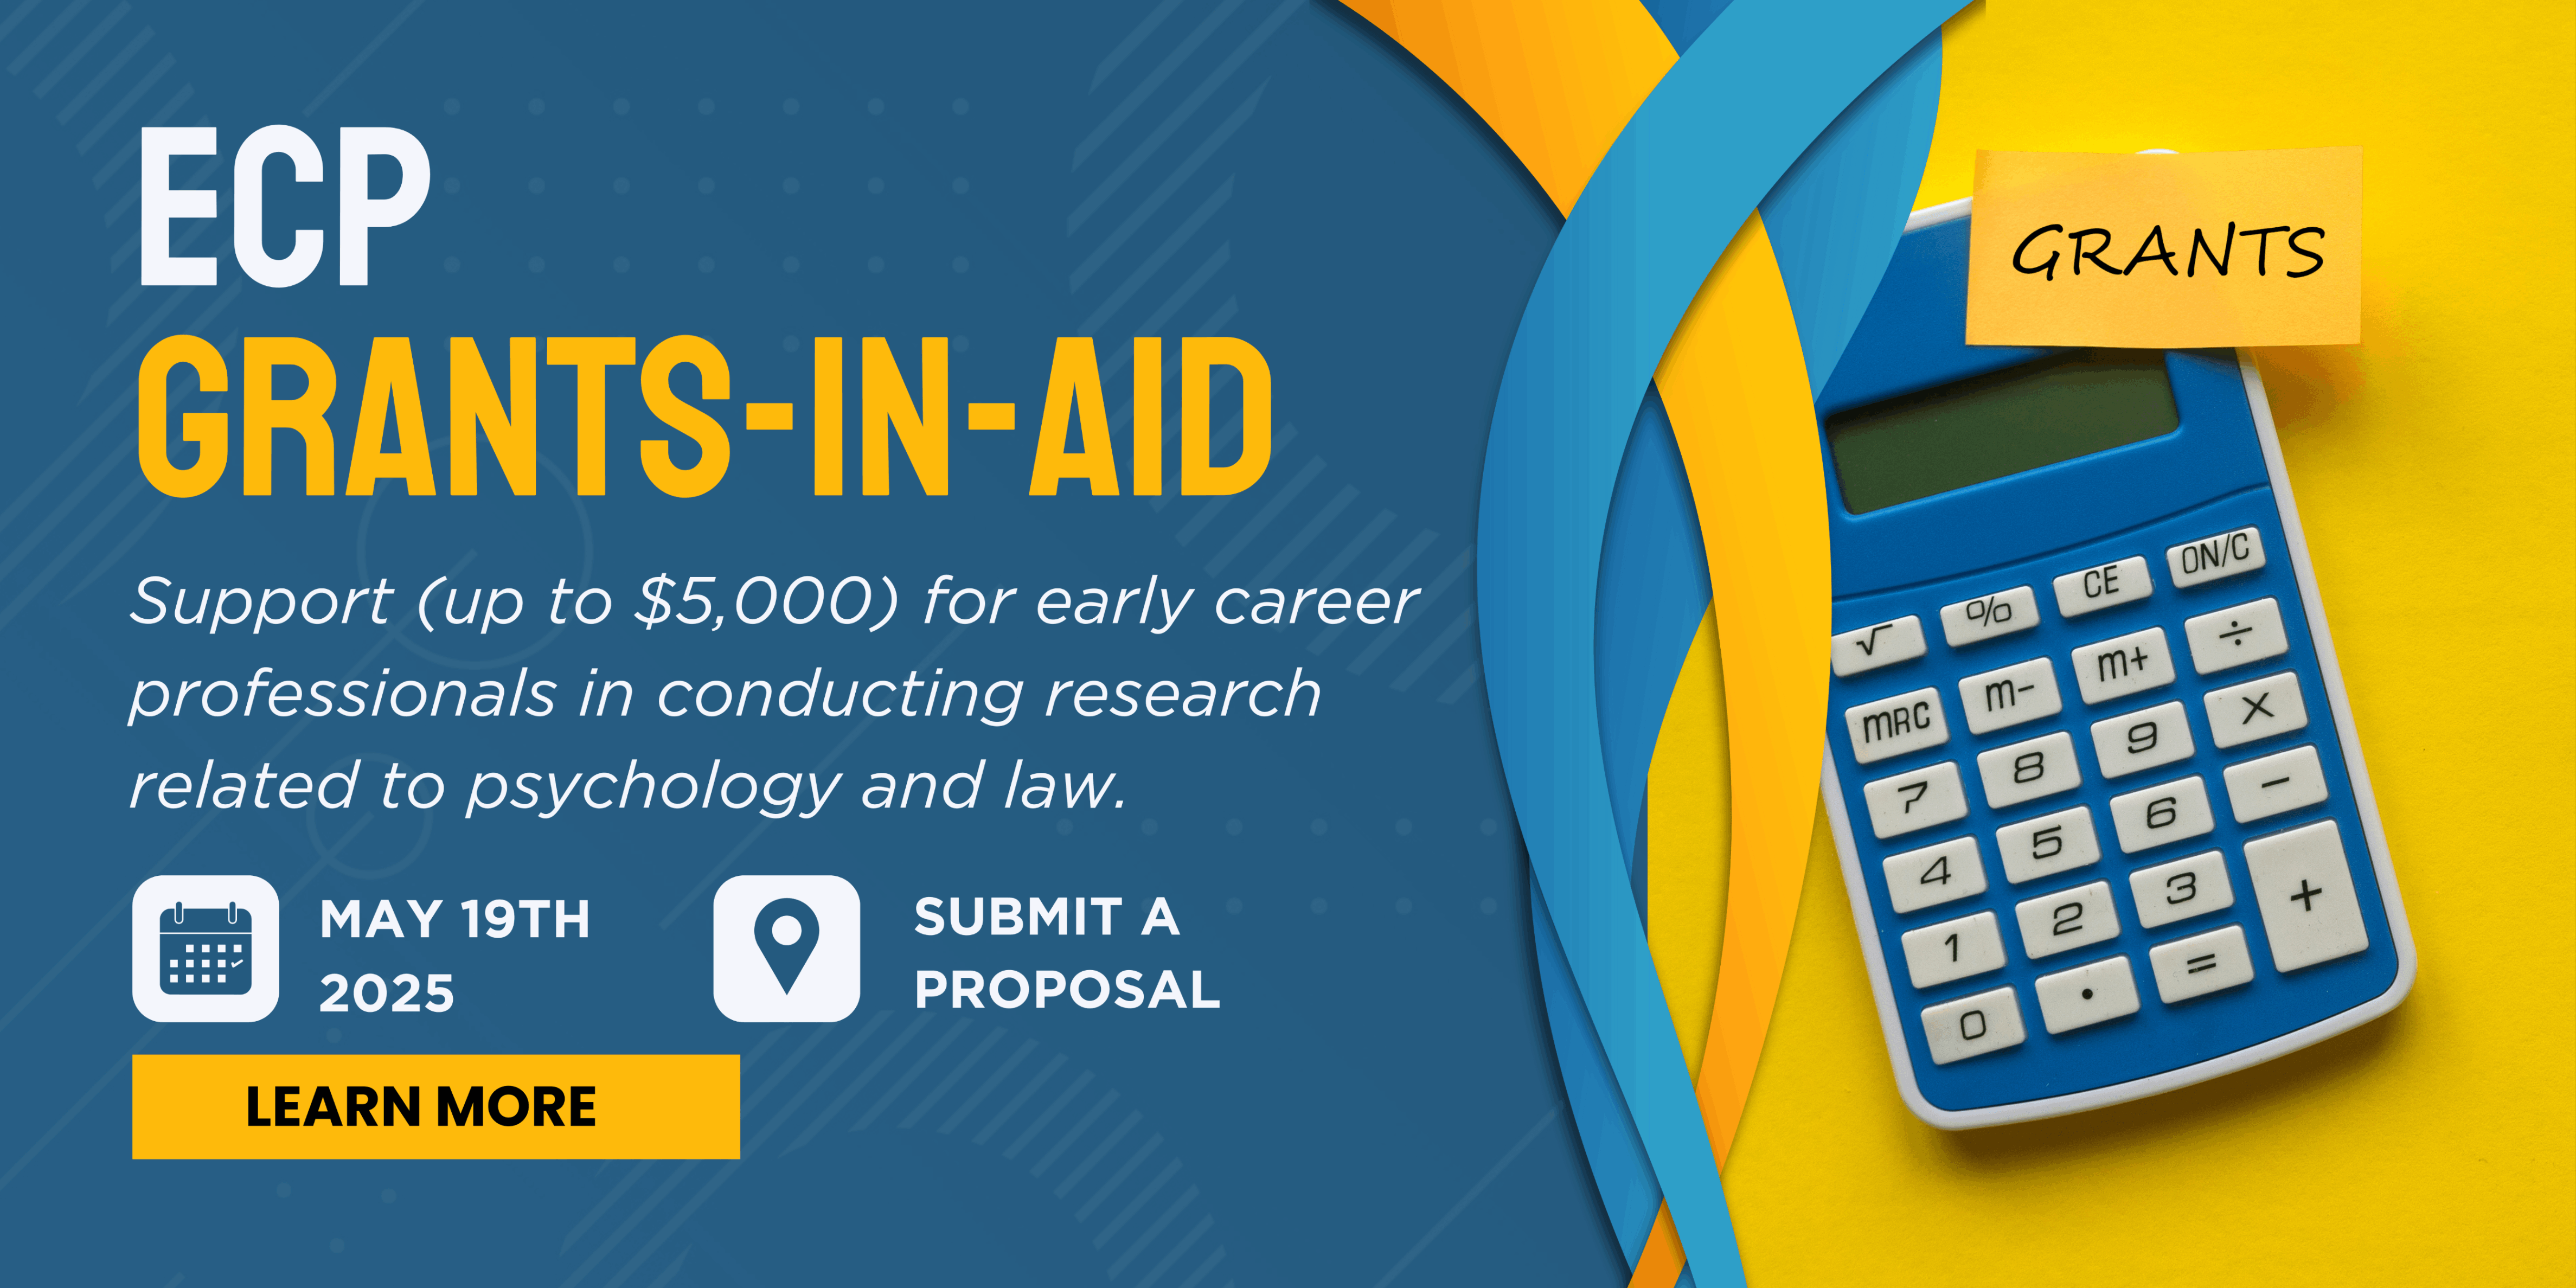 ECP
GRANTS-IN-AID
Support (up to $5,000) for early career
professionals in conducting research
related to psychology and law.
MAY 19TH
2025
SUBMIT A
PROPOSAL
LEARN MORE
GRANTS
√ % CE ON/C
MRC M- M+ ÷
7 8 9 X
4 5 6 -
1 2 3 +
0 . =